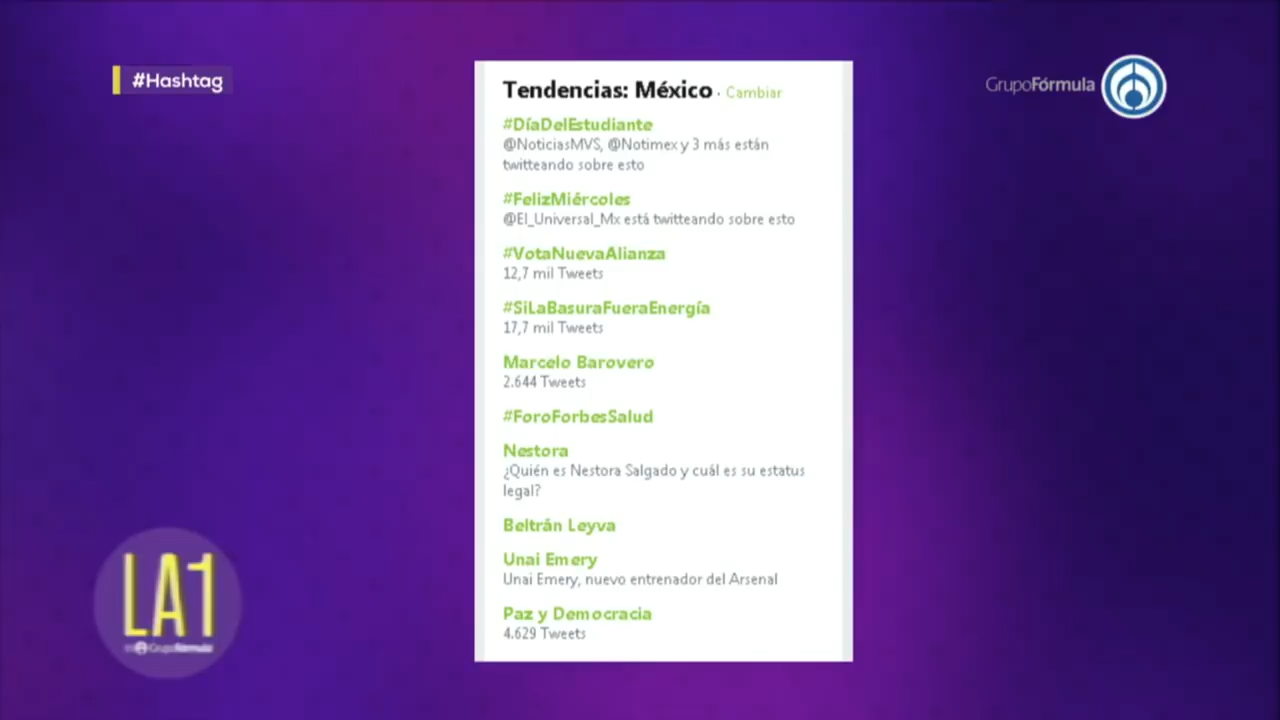 #Hashtag
GrupoFórmula
Tendencias: México · Cambiar
#DíaDelEstudiante
@NoticiasMVS, @Notimex y 3 más están
twitteando sobre esto
#FelizMiércoles
@El_Universal_Mx está twitteando sobre esto
#VotaNuevaAlianza
12,7 mil Tweets
#SiLaBasuraFueraEnergía
17,7 mil Tweets
Marcelo Barovero
2.644 Tweets
#ForoForbesSalud
Nestora
¿Quién es Nestora Salgado y cuál es su estatus
legal?
Beltrán Leyva
Unai Emery
Unai Emery, nuevo entrenador del Arsenal
Paz y Democracia
4.629 Tweets
LA1
GrupoFórmula